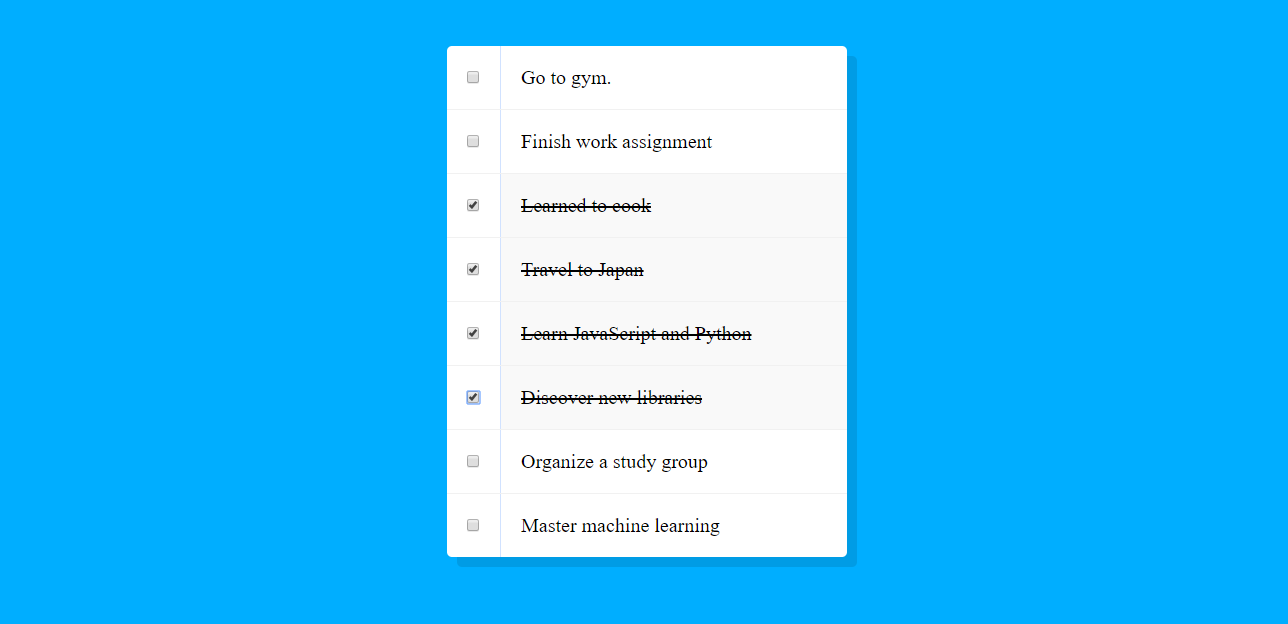 Go to gym.
Finish work assignment
Learned to cook
Travel to Japan
Learn JavaScript and Python
Discover new libraries
Organize a study group
Master machine learning